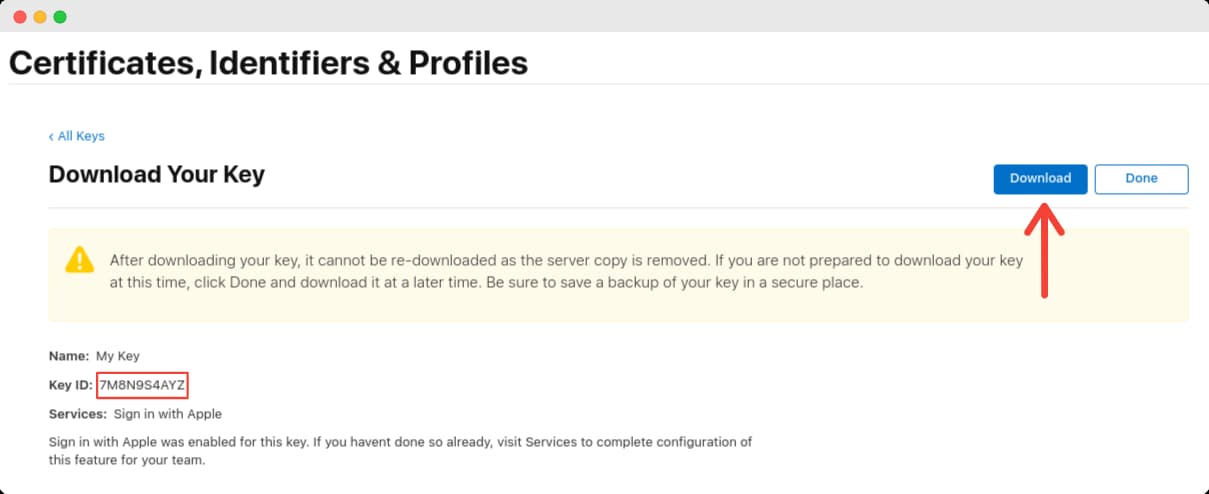 Certificates, Identifiers & Profiles
‹ All Keys
Download Your Key
Download
Done
After downloading your key, it cannot be re-downloaded as the server copy is removed. If you are not prepared to download your key
at this time, click Done and download it at a later time. Be sure to save a backup of your key in a secure place.
Name: My Key
Key ID: 7M8N9S4AYZ
Services: Sign in with Apple
Sign in with Apple was enabled for this key. If you havent done so already, visit Services to complete configuration of
this feature for your team.